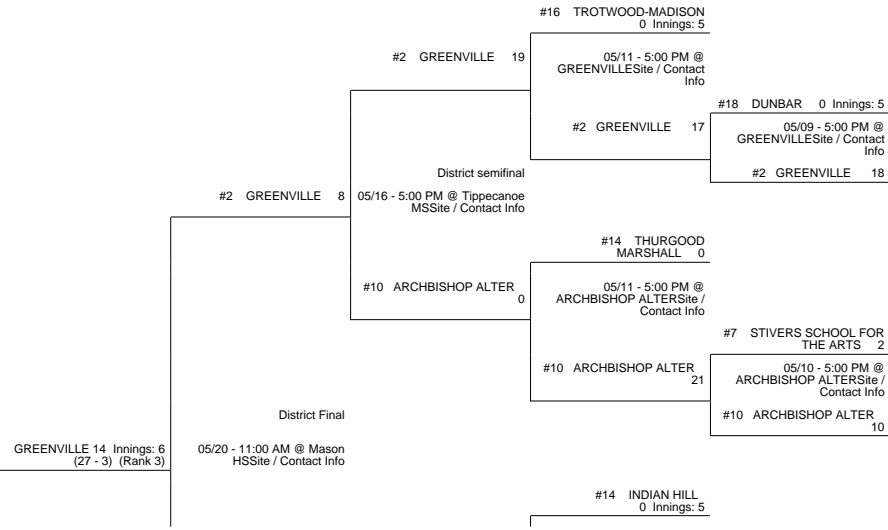 #16 TROTWOOD-MADISON
0 Innings: 5
#2 GREENVILLE 19
05/11 - 5:00 PM @
GREENVILLESite / Contact
Info
#18 DUNBAR 0 Innings: 5
#2 GREENVILLE 17
05/09 - 5:00 PM @
GREENVILLESite / Contact
Info
#2 GREENVILLE 18
District semifinal
#2 GREENVILLE 8
05/16 - 5:00 PM @ Tippecanoe
MSSite / Contact Info
#14 THURGOOD
MARSHALL 0
#10 ARCHBISHOP ALTER
0
05/11 - 5:00 PM @
ARCHBISHOP ALTERSite /
Contact Info
#7 STIVERS SCHOOL FOR
THE ARTS 2
#10 ARCHBISHOP ALTER
21
05/10 - 5:00 PM @
ARCHBISHOP ALTERSite /
Contact Info
#10 ARCHBISHOP ALTER
10
District Final
GREENVILLE 14 Innings: 6
(27 - 3) (Rank 3)
05/20 - 11:00 AM @ Mason
HSSite / Contact Info
#14 INDIAN HILL
0 Innings: 5